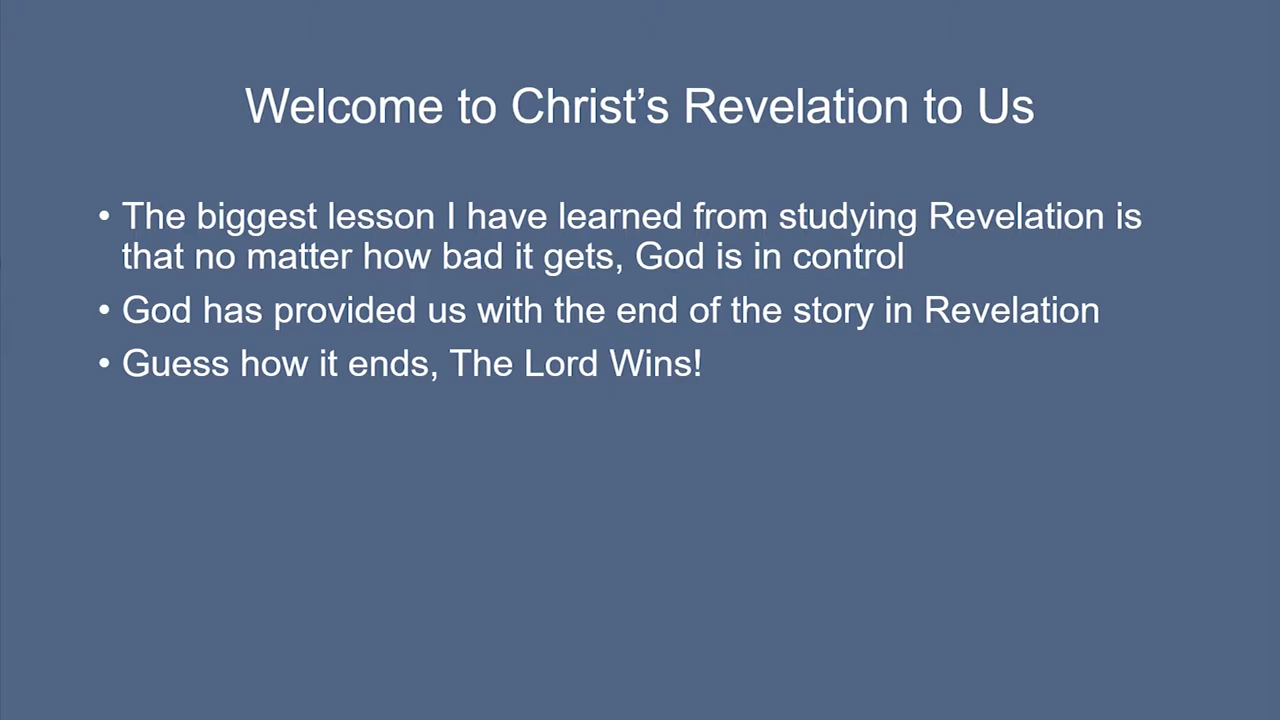 Welcome to Christ’s Revelation to Us
• The biggest lesson I have learned from studying Revelation is
that no matter how bad it gets, God is in control
• God has provided us with the end of the story in Revelation
• Guess how it ends, The Lord Wins!